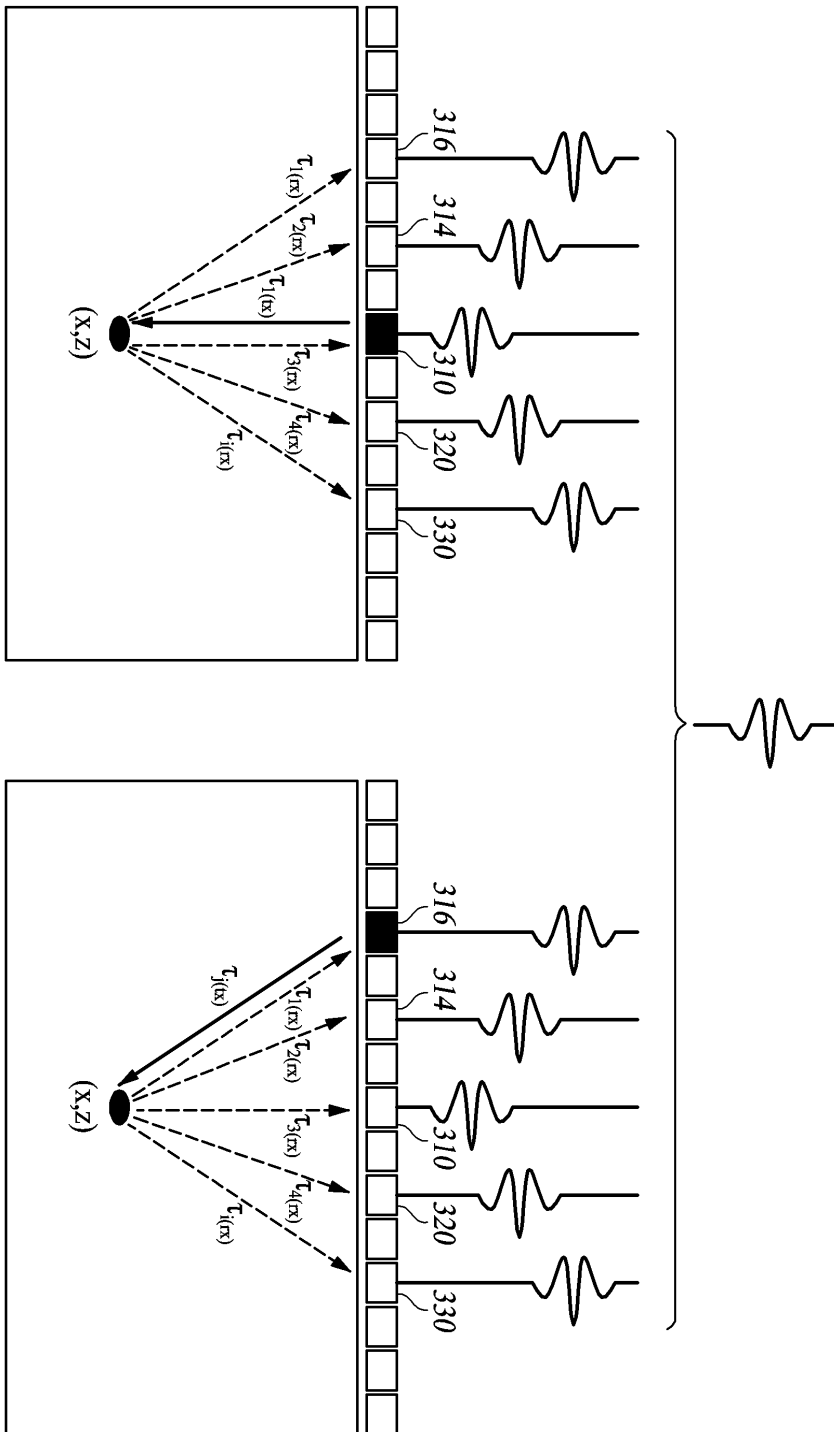 316
314
310
320
330
τ1(rx)
τ2(rx)
τ1(tx)
τ3(rx)
τ4(rx)
τi(rx)
(x,z)
316
314
310
320
330
τj(tx)
τ1(rx)
τ2(rx)
τ3(rx)
τ4(rx)
τi(rx)
(x,z)